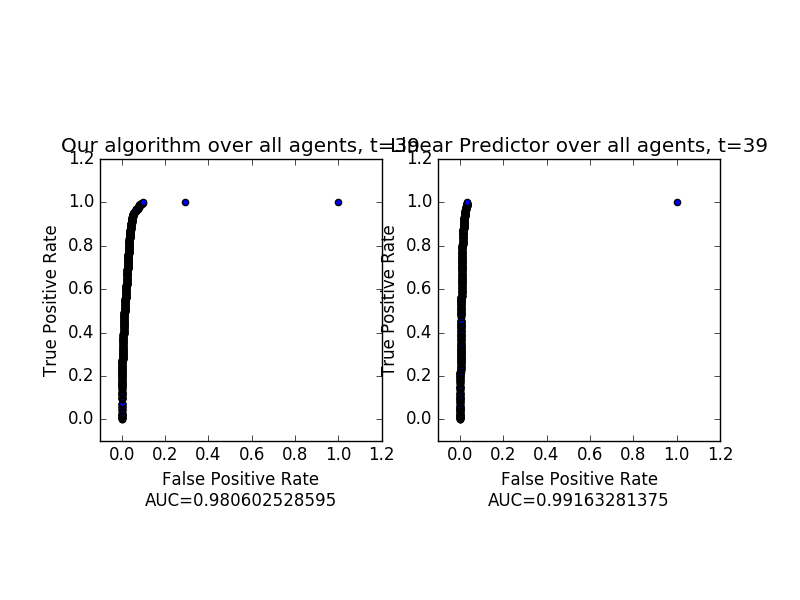 Our algorithm over all agents, t=39
Linear Predictor over all agents, t=39
1.2
1.0
0.8
0.6
0.4
0.2
0.0
True Positive Rate
0.0 0.2 0.4 0.6 0.8 1.0 1.2
False Positive Rate
AUC=0.980602528595
1.2
1.0
0.8
0.6
0.4
0.2
0.0
True Positive Rate
0.0 0.2 0.4 0.6 0.8 1.0 1.2
False Positive Rate
AUC=0.99163281375